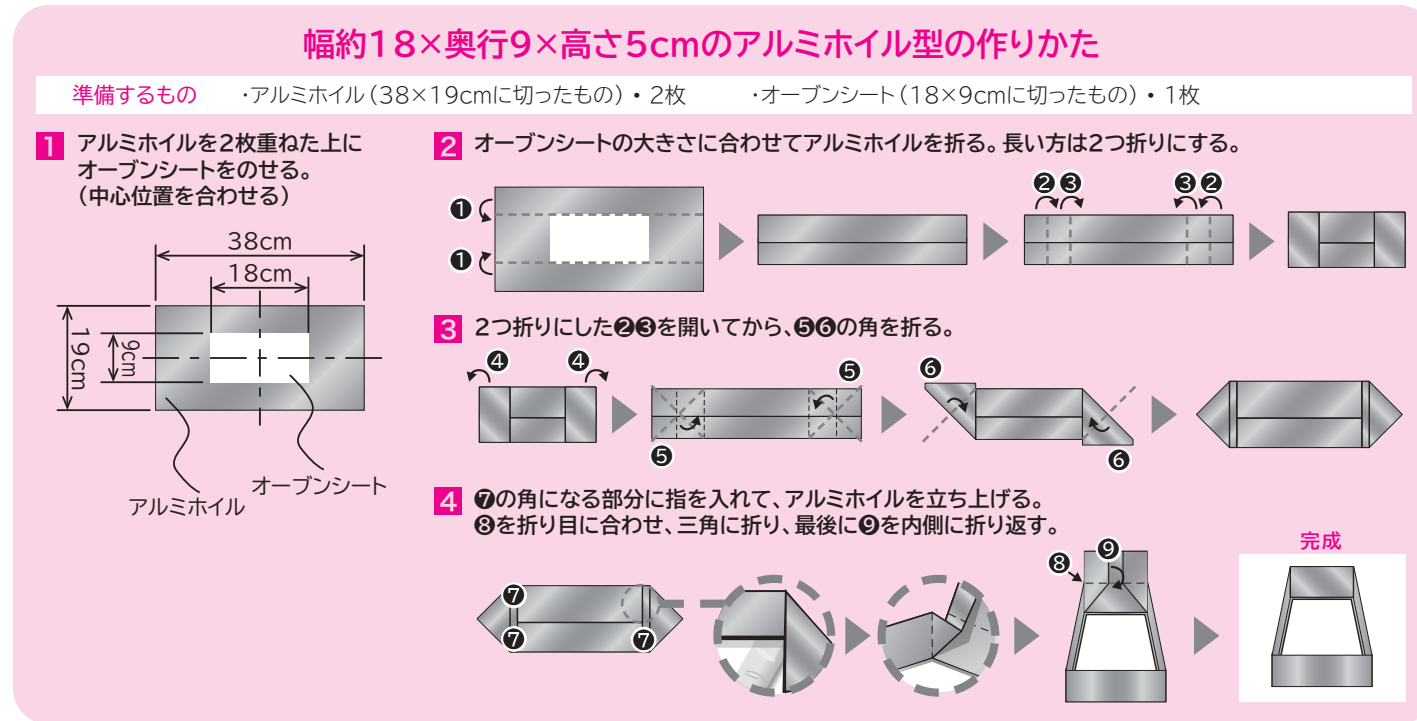 幅約18×奥行9×高さ5cmのアルミホイル型の作りかた
準備するもの ・アルミホイル(38×19cmに切ったもの)・2枚 ・オーブンシート(18×9cmに切ったもの)・1枚
1 アルミホイルを2枚重ねた上に
オーブンシートをのせる。
(中心位置を合わせる)
38cm
18cm
19cm
9cm
アルミホイル
オーブンシート
2 オーブンシートの大きさに合わせてアルミホイルを折る。長い方は2つ折りにする。
❶
❶
❷❸ ❸❷
3 2つ折りにした❷❸を開いてから、❺❻の角を折る。
❹ ❹
❺
❺
❻
❻
4 ❼の角になる部分に指を入れて、アルミホイルを立ち上げる。
❽を折り目に合わせ、三角に折り、最後に❾を内側に折り返す。
❼
❼ ❼
❽ ❾
完成